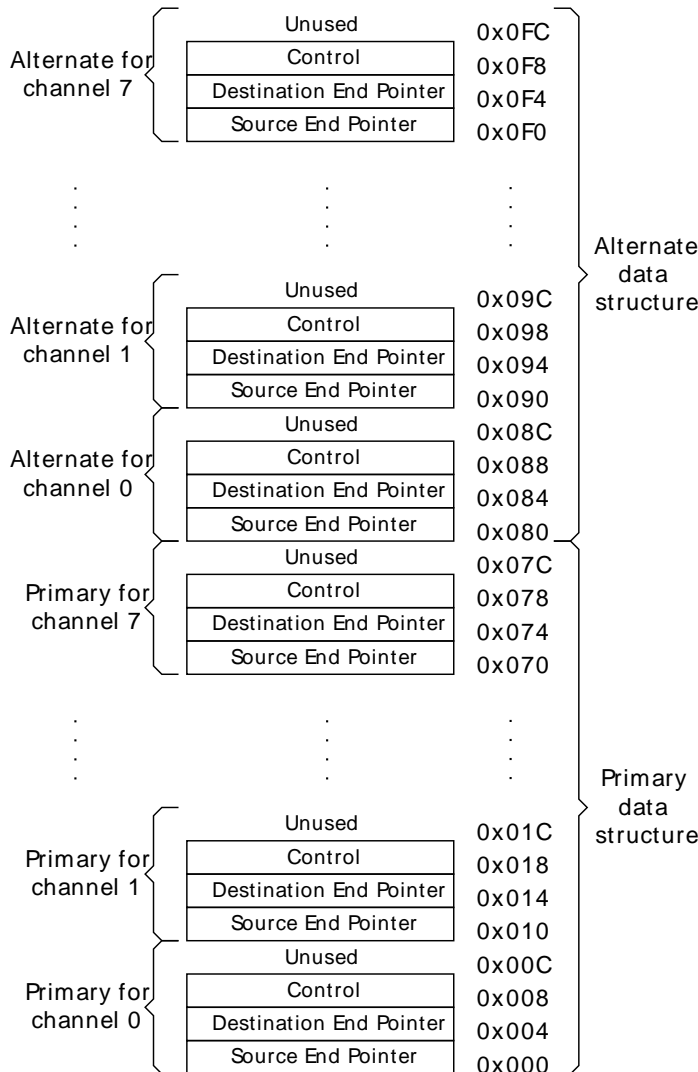 Unused 0x0FC
Alternate for channel 7
Control 0x0F8
Destination End Pointer 0x0F4
Source End Pointer 0x0F0
Alternate data structure
Unused 0x09C
Alternate for channel 1
Control 0x098
Destination End Pointer 0x094
Source End Pointer 0x090
Unused 0x08C
Alternate for channel 0
Control 0x088
Destination End Pointer 0x084
Source End Pointer 0x080
Unused 0x07C
Primary for channel 7
Control 0x078
Destination End Pointer 0x074
Source End Pointer 0x070
Primary data structure
Unused 0x01C
Primary for channel 1
Control 0x018
Destination End Pointer 0x014
Source End Pointer 0x010
Unused 0x00C
Primary for channel 0
Control 0x008
Destination End Pointer 0x004
Source End Pointer 0x000